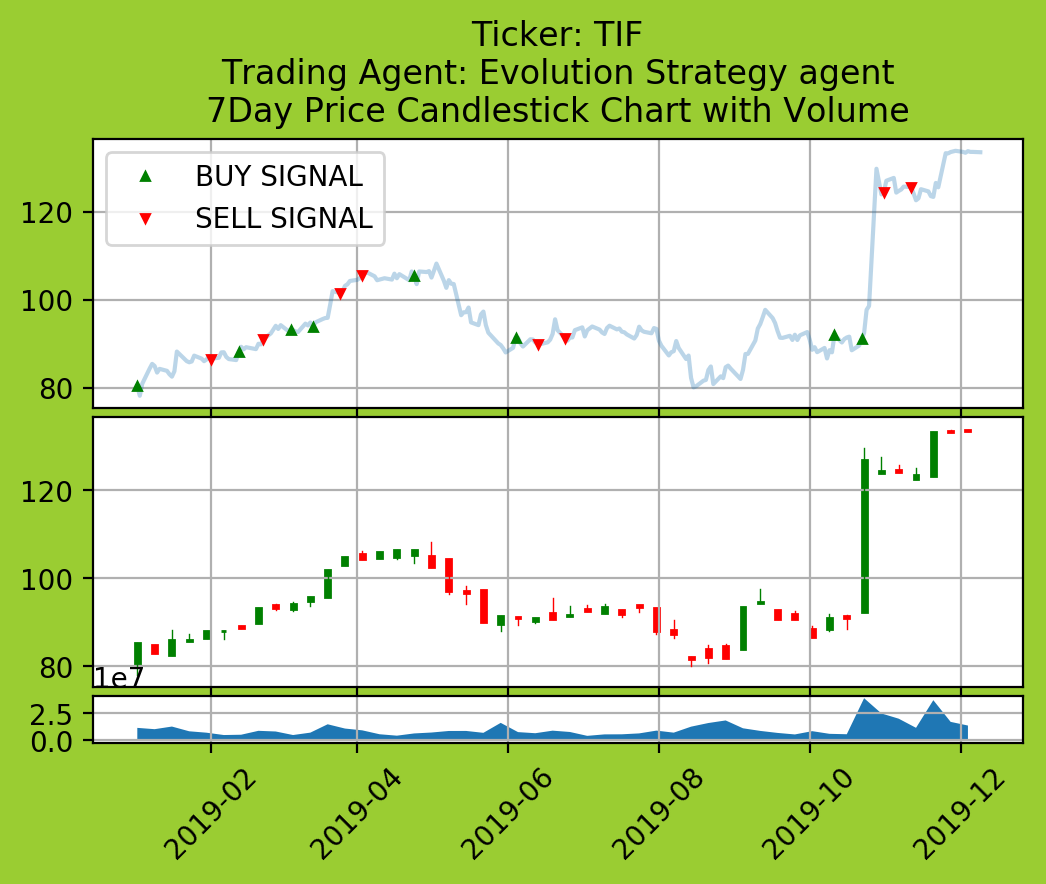 Ticker: TIF
Trading Agent: Evolution Strategy agent
7Day Price Candlestick Chart with Volume
BUY SIGNAL
SELL SIGNAL
120
100
80
120
100
80
1e7
2.5
0.0
2019-02
2019-04
2019-06
2019-08
2019-10
2019-12